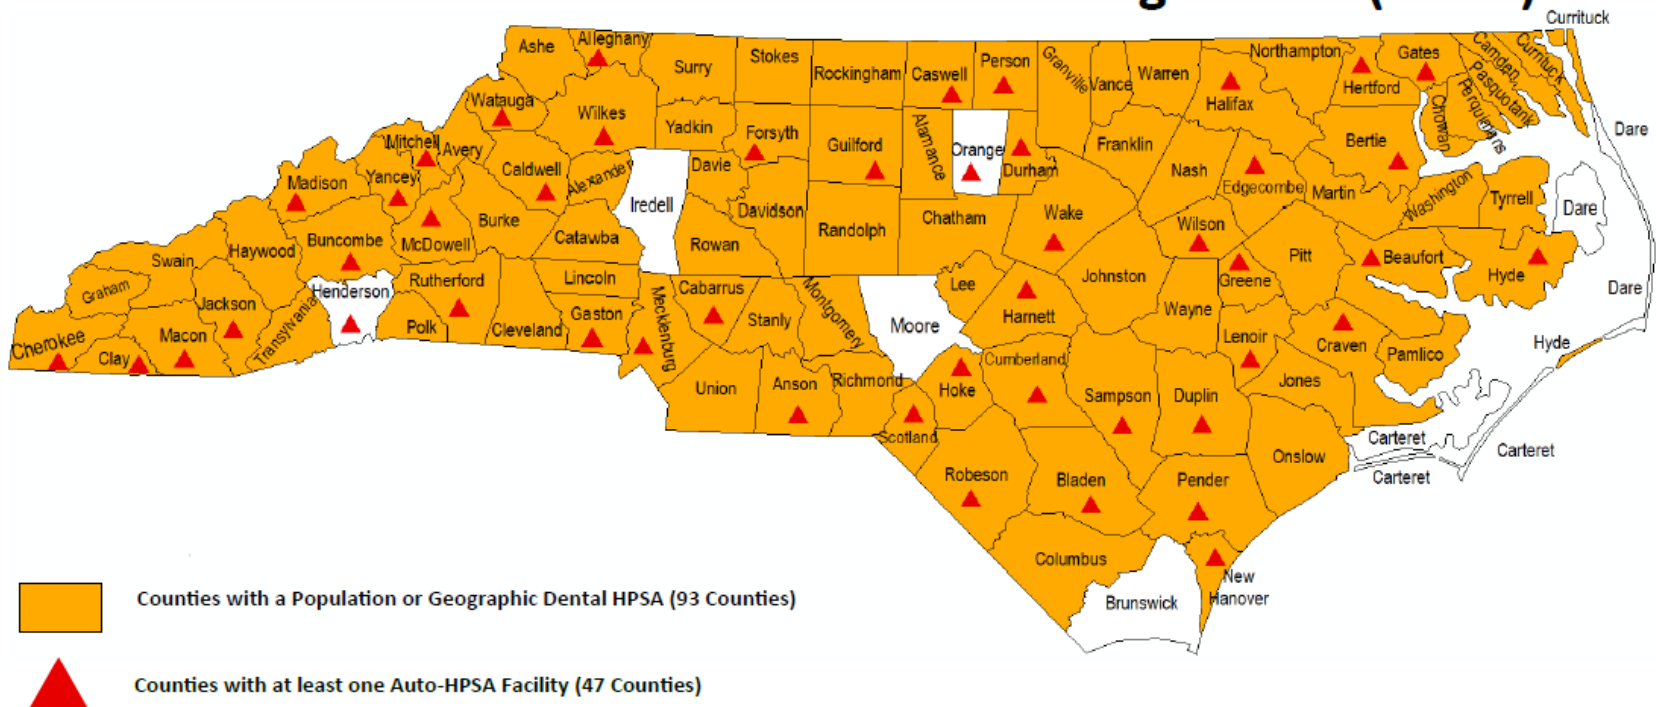 Currituck
Ashe
Alleghany
Surry
Stokes
Rockingham
Caswell
Person
Granville
Vance
Warren
Northampton
Gates
Camden
Currituck
Hertford
Halifax
Pasquotank
Perquimans
Chowan
Dare
Watauga
Wilkes
Yadkin
Forsyth
Guilford
Alamance
Orange
Durham
Franklin
Nash
Edgecombe
Bertie
Martin
Washington
Tyrrell
Dare
Mitchell
Avery
Caldwell
Alexander
Davie
Iredell
Madison
Yancey
Burke
McDowell
Catawba
Rowan
Davidson
Randolph
Chatham
Wake
Wilson
Pitt
Beaufort
Hyde
Dare
Buncombe
Haywood
Swain
Graham
Jackson
Henderson
Rutherford
Lincoln
Cabarrus
Mecklenburg
Montgomery
Lee
Johnston
Greene
Wayne
Harnett
Moore
Stanly
Gaston
Cleveland
Polk
Transylvania
Macon
Cherokee
Clay
Lenoir
Craven
Pamlico
Hyde
Union
Anson
Richmond
Hoke
Cumberland
Sampson
Duplin
Jones
Scotland
Onslow
Carteret
Carteret
Carteret
Robeson
Bladen
Pender
Columbus
New
Hanover
Brunswick
Counties with a Population or Geographic Dental HPSA (93 Counties)
Counties with at least one Auto-HPSA Facility (47 Counties)